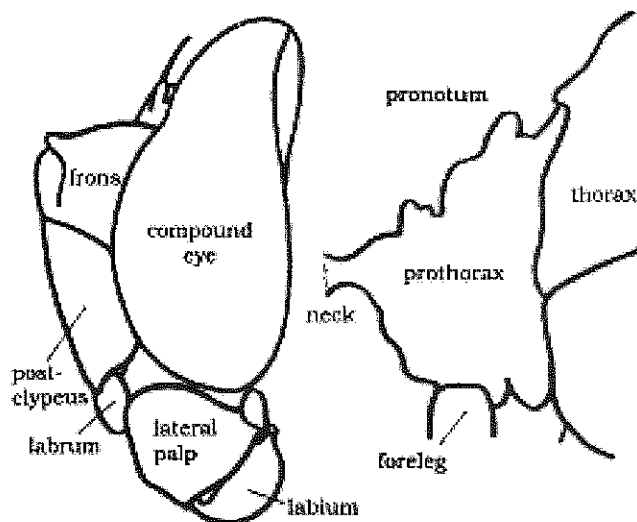 frons
compound
eye
post-
clypeus
labrum
lateral
palp
labium
pronotum
thorax
prothorax
neck
foreleg